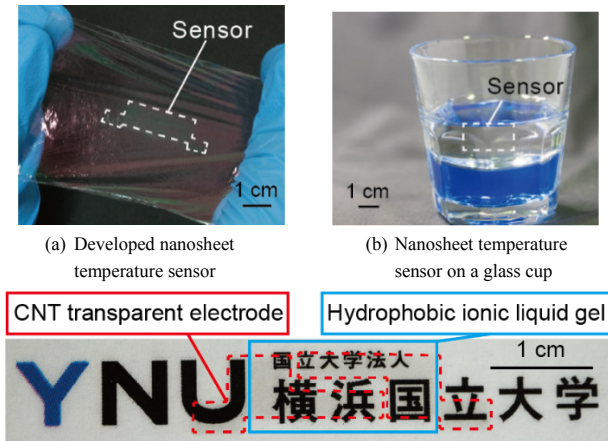 Sensor
1 cm
(a) Developed nanosheet
temperature sensor
Sensor
1 cm
(b) Nanosheet temperature
sensor on a glass cup
CNT transparent electrode
Hydrophobic ionic liquid gel
1 cm
国立大学法人
YNU 横浜国立大学